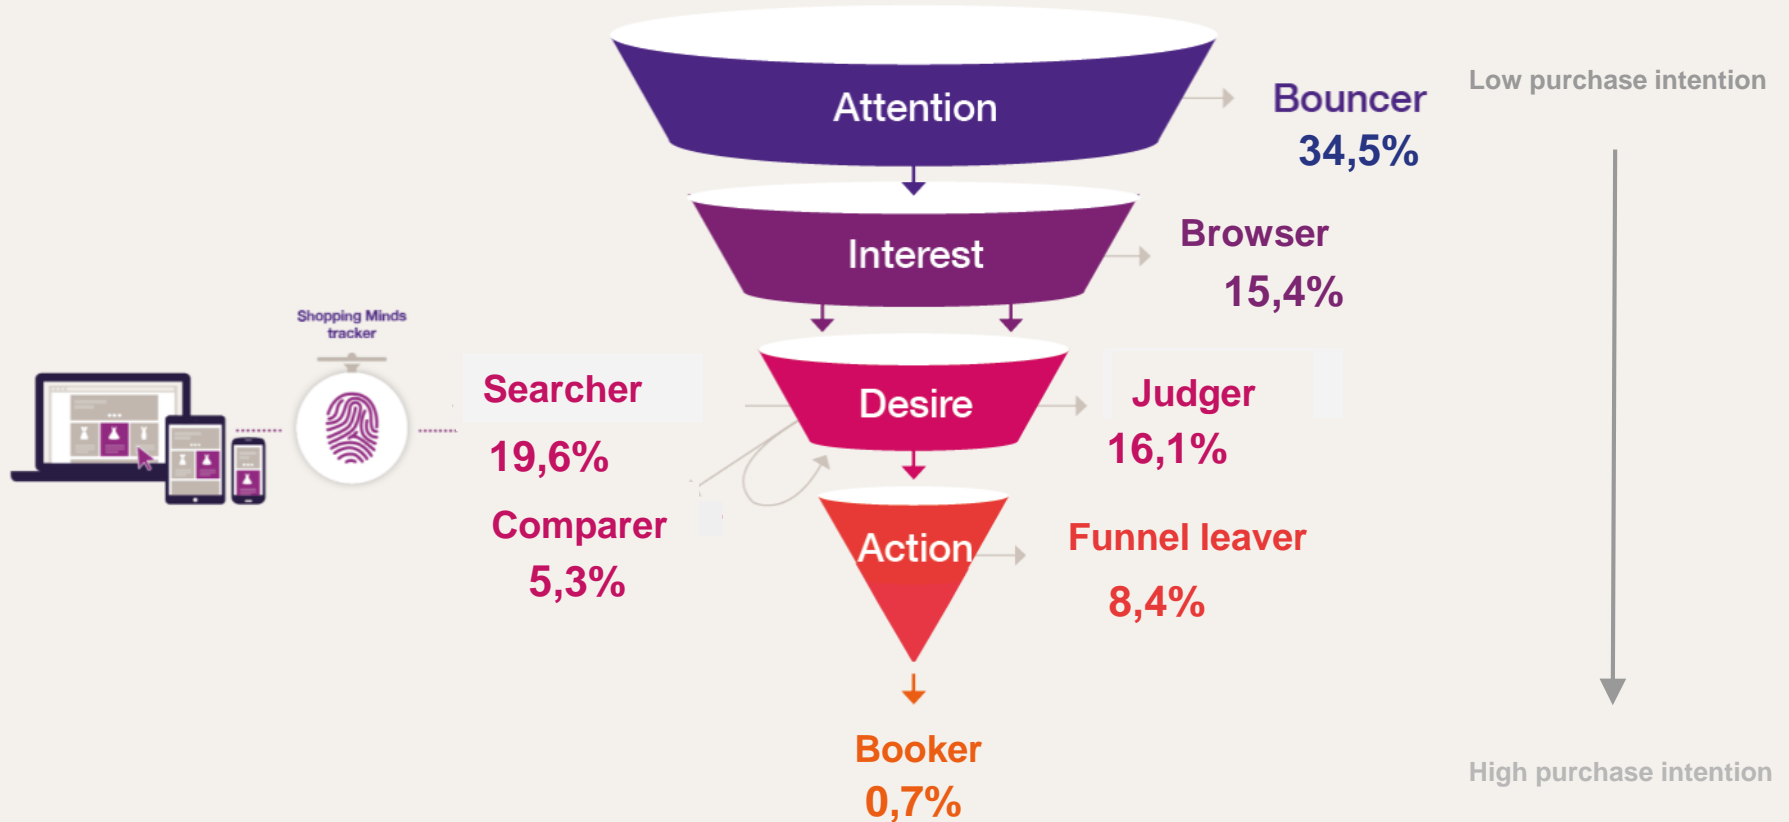 Attention
Bouncer
34,5%
Low purchase intention
Interest
Browser
15,4%
Shopping Minds
tracker
Searcher
19,6%
Desire
Judger
16,1%
Comparer
5,3%
Action
Funnel leaver
8,4%
Booker
0,7%
High purchase intention